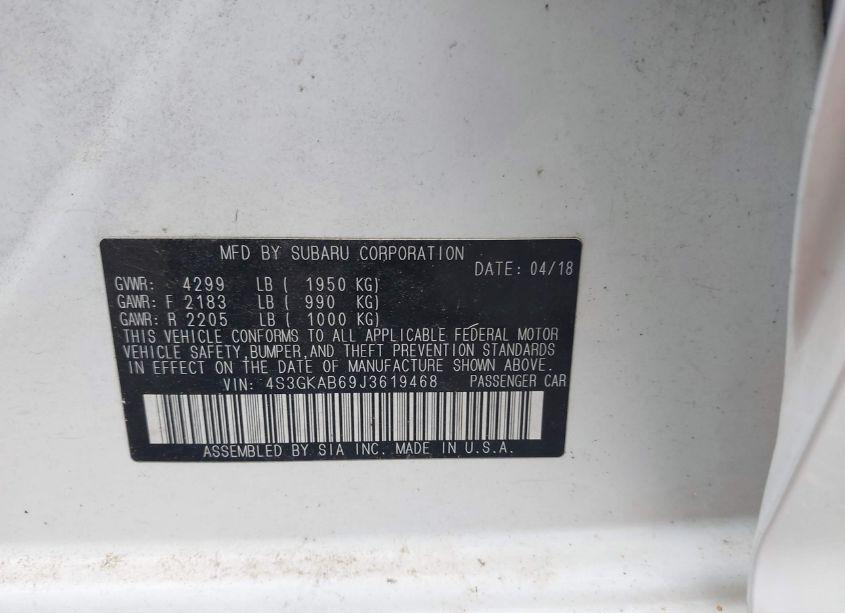 MFD BY SUBARU CORPORATION
DATE: 04/18
GVWR: 4299 LB ( 1950 KG)
GAWR: F 2183 LB ( 990 KG)
GAWR: R 2205 LB ( 1000 KG)
THIS VEHICLE CONFORMS TO ALL APPLICABLE FEDERAL MOTOR
VEHICLE SAFETY, BUMPER, AND THEFT PREVENTION STANDARDS
IN EFFECT ON THE DATE OF MANUFACTURE SHOWN ABOVE.
VIN: 4S3GKAB69J3619468 PASSENGER CAR
ASSEMBLED BY SIA INC. MADE IN U.S.A.